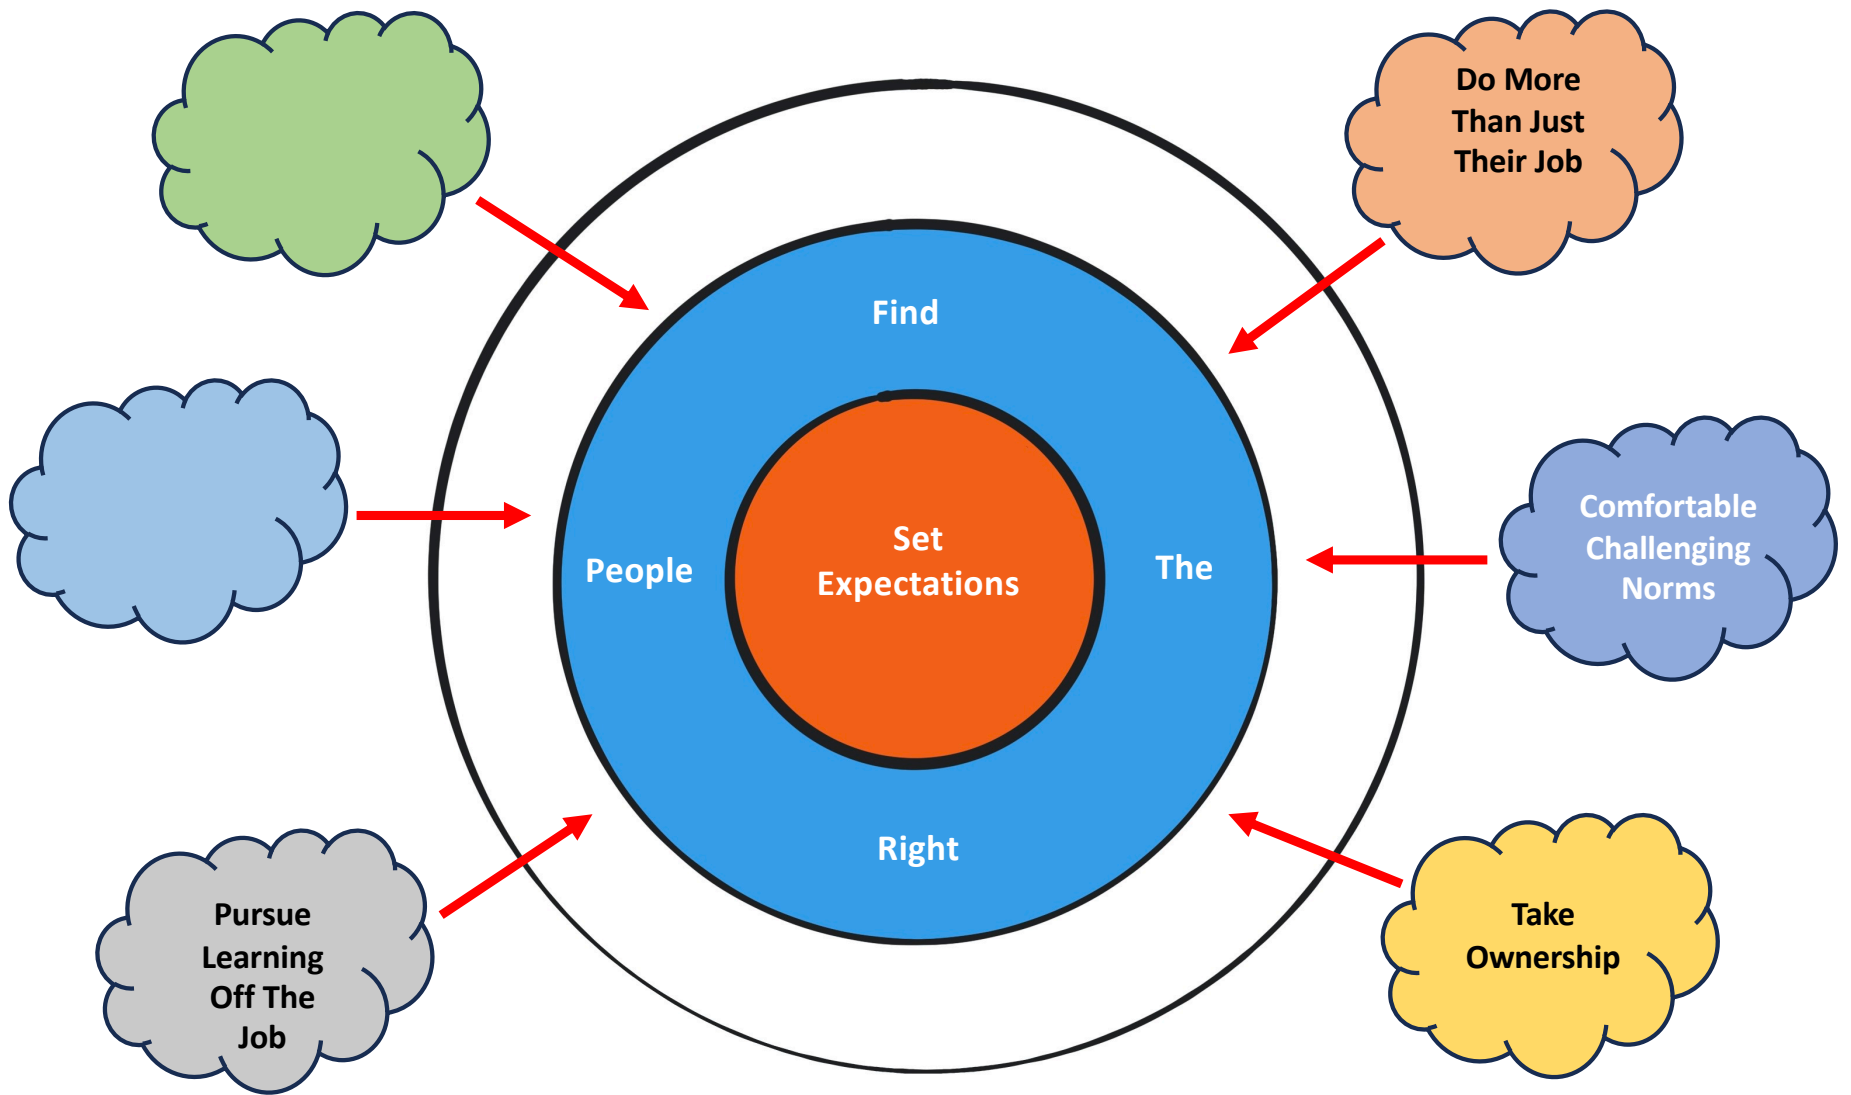 Do More
Than Just
Their Job
Find
Set
Expectations
People
The
Comfortable
Challenging
Norms
Right
Pursue
Learning
Off The
Job
Take
Ownership